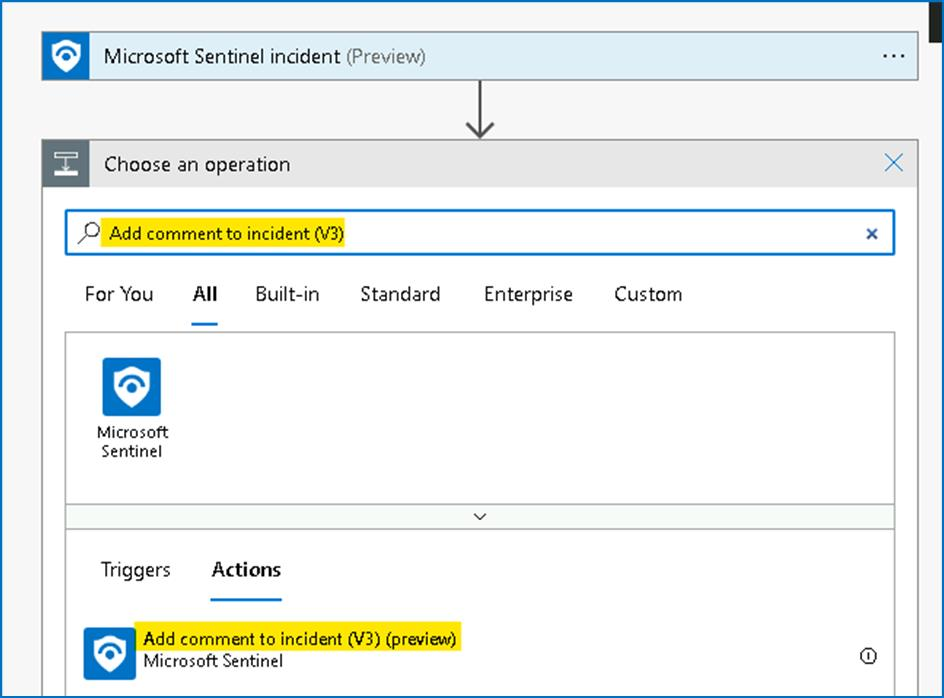 Microsoft Sentinel incident (Preview)
Choose an operation
Add comment to incident (V3)
For You All Built-in Standard Enterprise Custom
Microsoft
Sentinel
Triggers Actions
Add comment to incident (V3) (preview)
Microsoft Sentinel